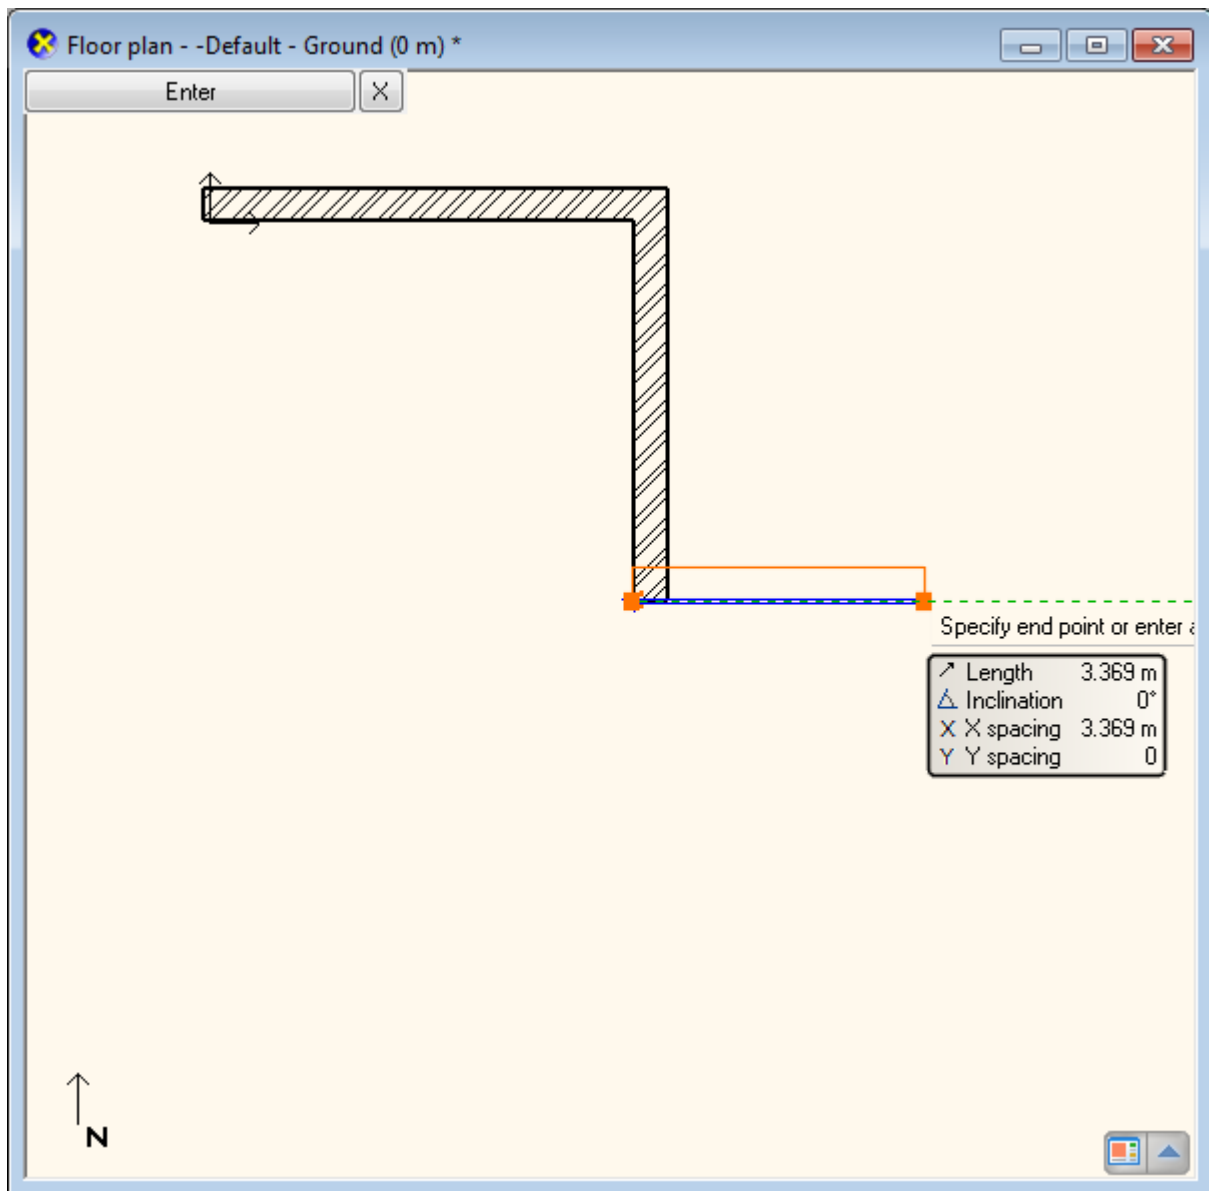 Floor plan - -Default - Ground (0 m) *
Enter
X
Specify end point or enter
Length 3.369 m
Inclination 0°
X X spacing 3.369 m
Y Y spacing 0
N